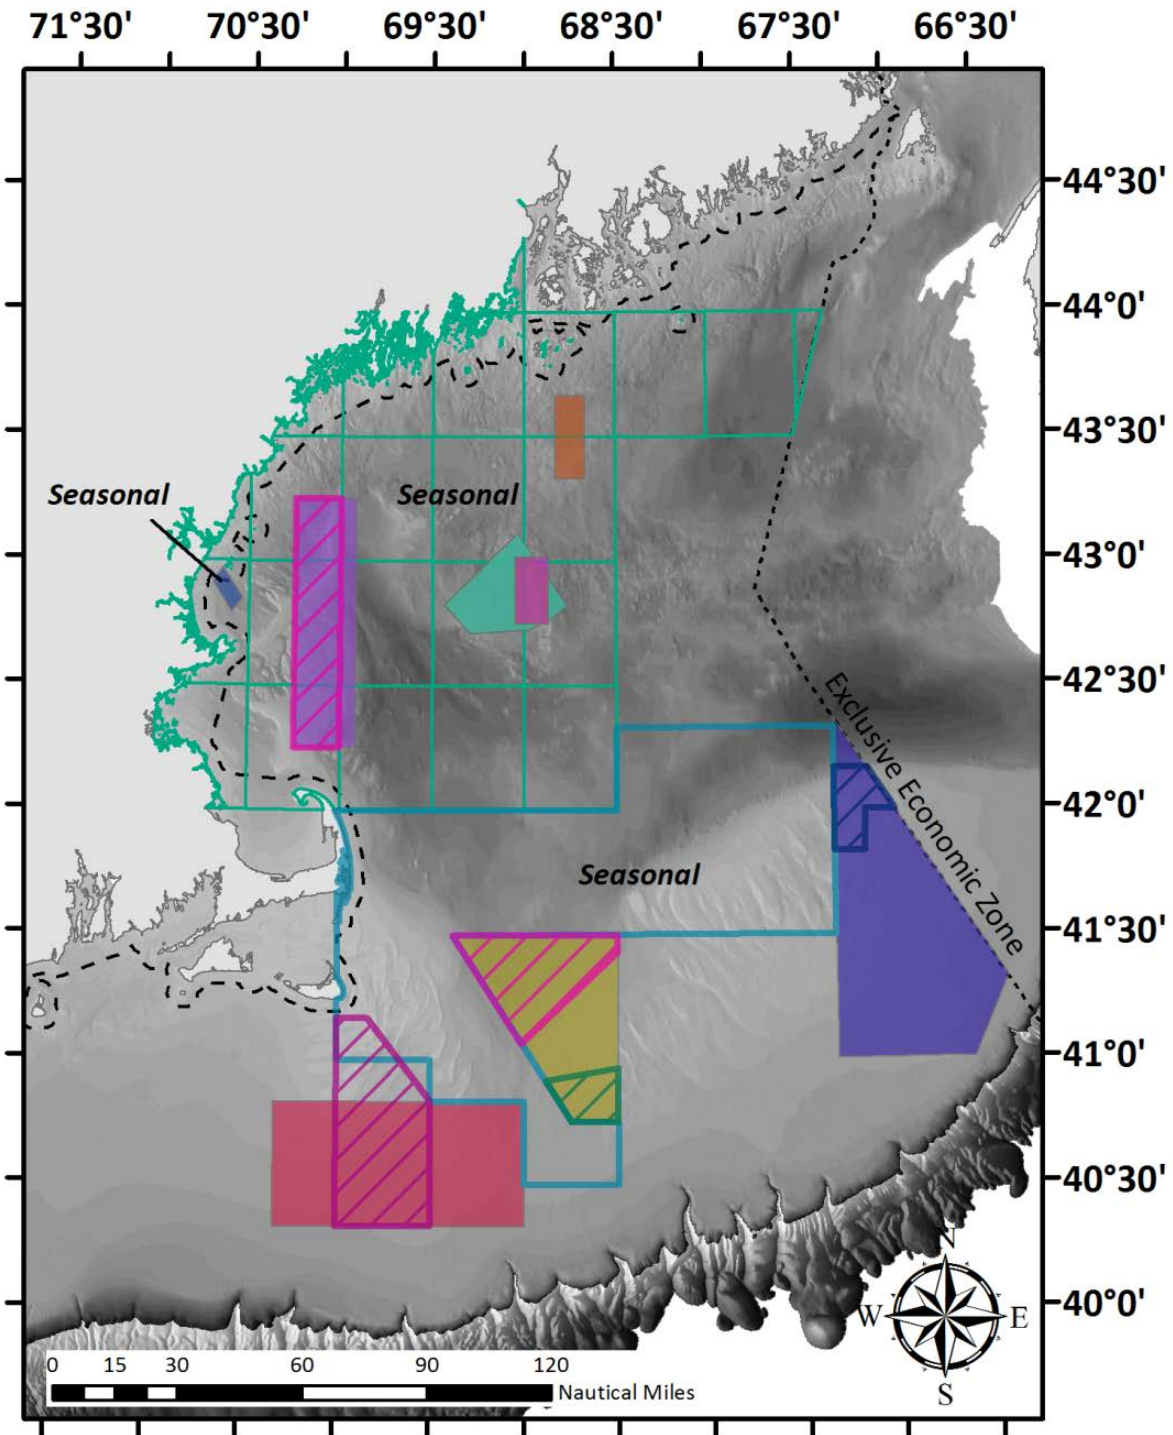 71°30' 70°30' 69°30' 68°30' 67°30' 66°30'
44°30'
44°0'
43°30'
Seasonal Seasonal
43°0'
42°30'
Exclusive Economic Zone
42°0'
Seasonal
41°30'
41°0'
40°30'
N
W E
S
40°0'
0 15 30 60 90 120
Nautical Miles